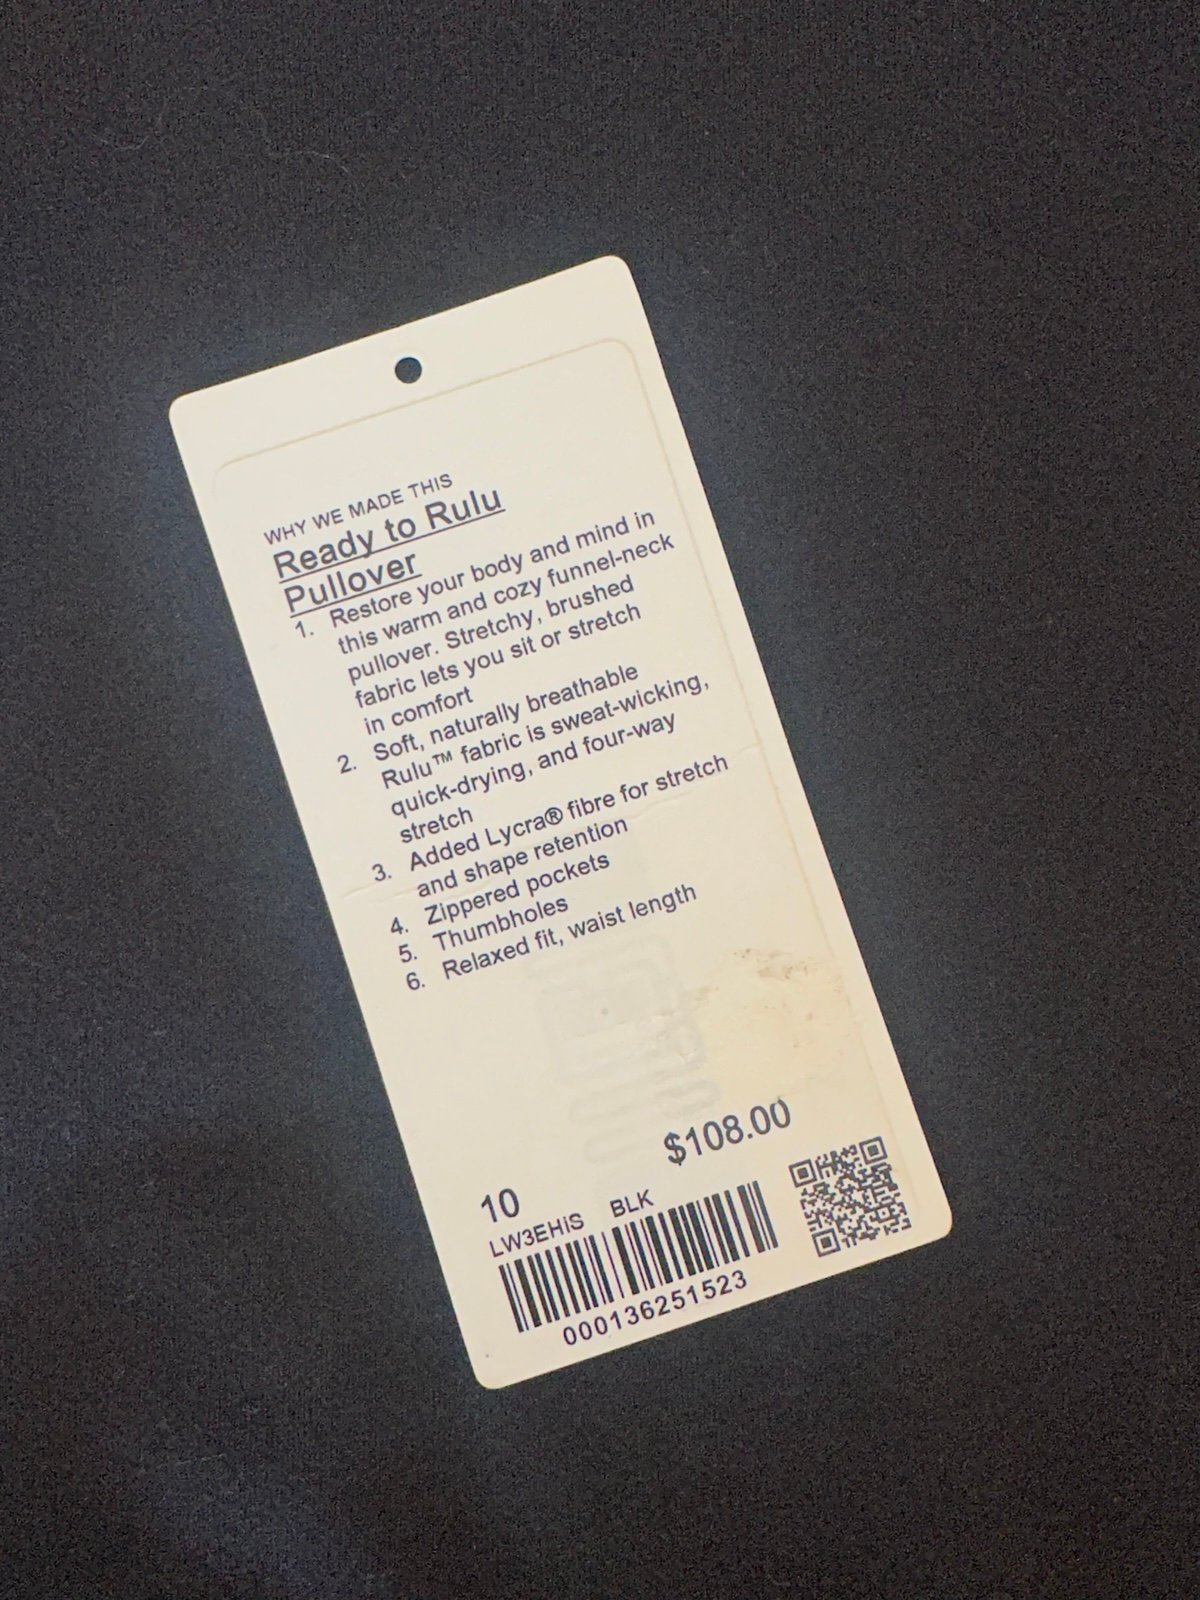 WHY WE MADE THIS
Ready to Rulu
Pullover
1. Restore your body and mind in
this warm and cozy funnel-neck
pullover. Stretchy, brushed
fabric lets you sit or stretch
in comfort
2. Soft, naturally breathable
Rulu™ fabric is sweat-wicking,
quick-drying, and four-way
stretch
3. Added Lycra® fibre for stretch
and shape retention
4. Zippered pockets
5. Thumbholes
6. Relaxed fit, waist length
$108.00
10
LW3EHIS BLK
000136251523